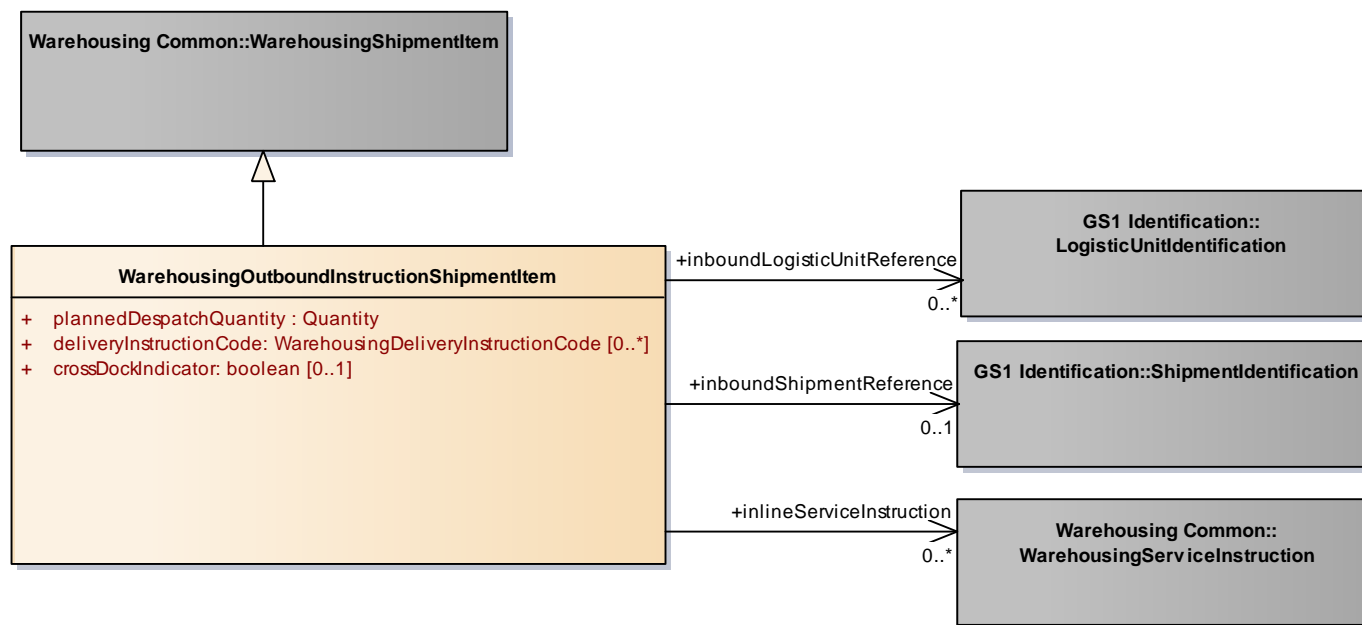 Warehousing Common::WarehousingShipmentItem
WarehousingOutboundInstructionShipmentItem
+ plannedDespatchQuantity : Quantity
+ deliveryInstructionCode: WarehousingDeliveryInstructionCode [0..*]
+ crossDockIndicator: boolean [0..1]
+inboundLogisticUnitReference
0..*
GS1 Identification::
LogisticUnitIdentification
+inboundShipmentReference
0..1
GS1 Identification::ShipmentIdentification
+inlineServiceInstruction
0..*
Warehousing Common::
WarehousingServiceInstruction